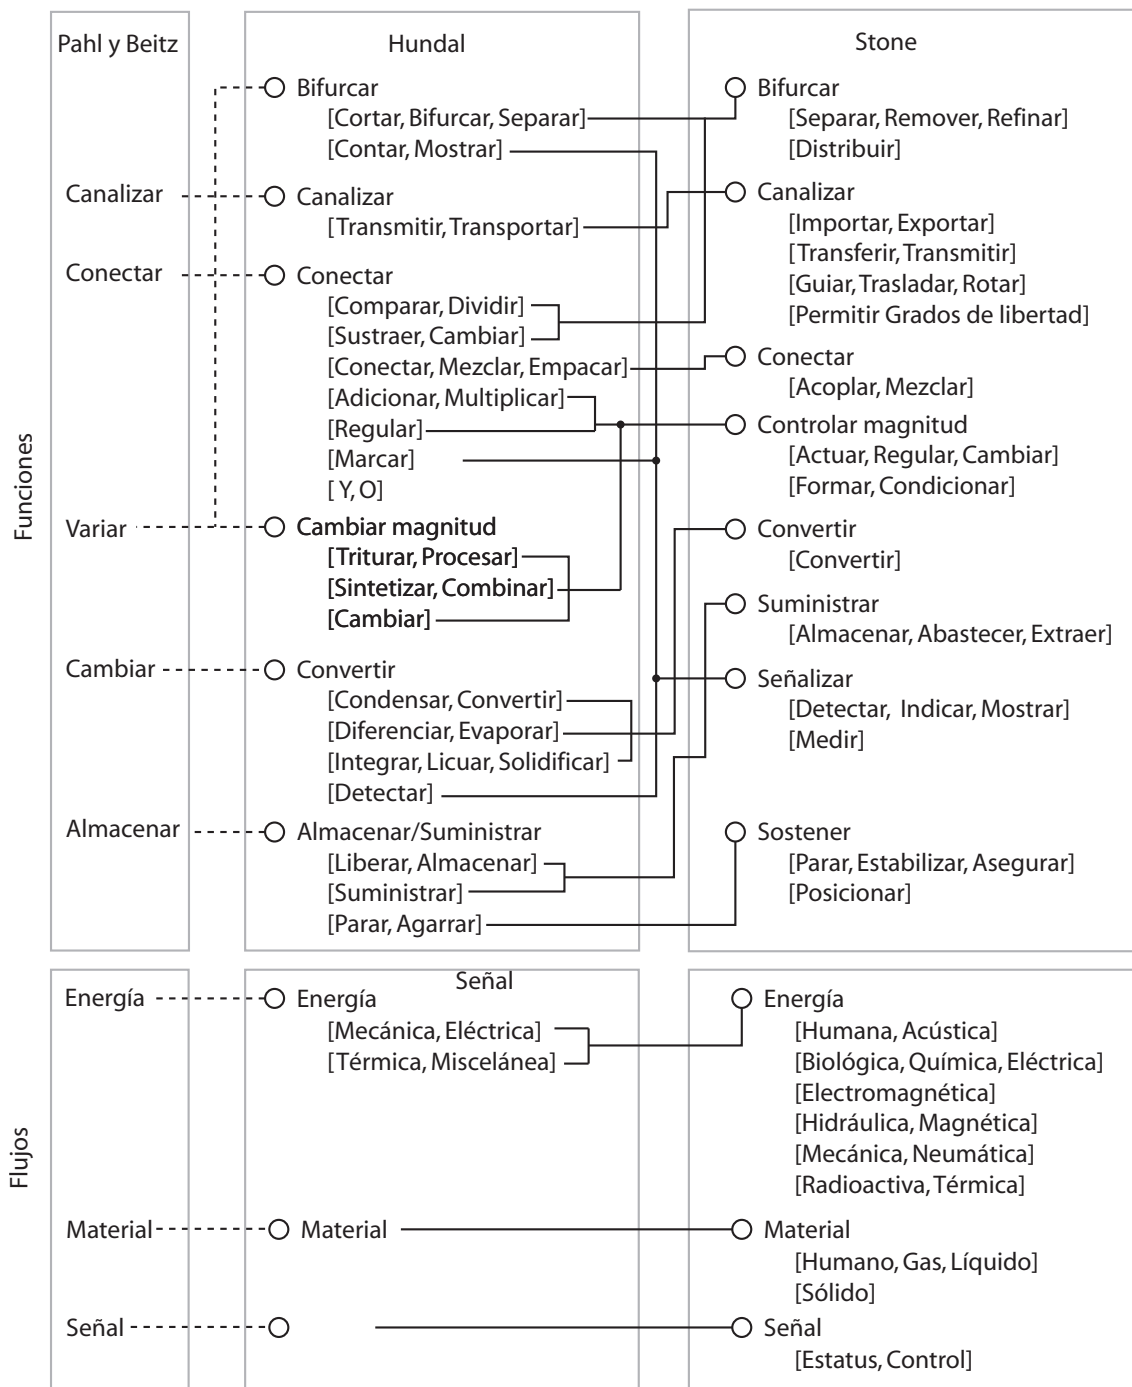 Pahl y Beitz
Canalizar
Conectar
Variar
Cambiar
Almacenar
Funciones
Hundal
Bifurcar
[Cortar, Bifurcar, Separar]
[Contar, Mostrar]
Canalizar
[Transmitir, Transportar]
Conectar
[Comparar, Dividir]
[Sustraer, Cambiar]
[Conectar, Mezclar, Empacar]
[Adicionar, Multiplicar]
[Regular]
[Marcar]
[ Y, O]
Cambiar magnitud
[Triturar, Procesar]
[Sintetizar, Combinar]
[Cambiar]
Convertir
[Condensar, Convertir]
[Diferenciar, Evaporar]
[Integrar, Licuar, Solidificar]
[Detectar]
Almacenar/Suministrar
[Liberar, Almacenar]
[Suministrar]
[Parar, Agarrar]
Stone
Bifurcar
[Separar, Remover, Refinar]
[Distribuir]
Canalizar
[Importar, Exportar]
[Transferir, Transmitir]
[Guiar, Trasladar, Rotar]
[Permitir Grados de libertad]
Conectar
[Acoplar, Mezclar]
Controlar magnitud
[Actuar, Regular, Cambiar]
[Formar, Condicionar]
Convertir
[Convertir]
Suministrar
[Almacenar, Abastecer, Extraer]
Señalizar
[Detectar, Indicar, Mostrar]
[Medir]
Sostener
[Parar, Estabilizar, Asegurar]
[Posicionar]
Flujos
Energía
Material
Señal
Señal
Energía
[Mecánica, Eléctrica]
[Térmica, Miscelánea]
Material
Energía
[Humana, Acústica]
[Biológica, Química, Eléctrica]
[Electromagnética]
[Hidráulica, Magnética]
[Mecánica, Neumática]
[Radioactiva, Térmica]
Material
[Humano, Gas, Líquido]
[Sólido]
Señal
[Estatus, Control]